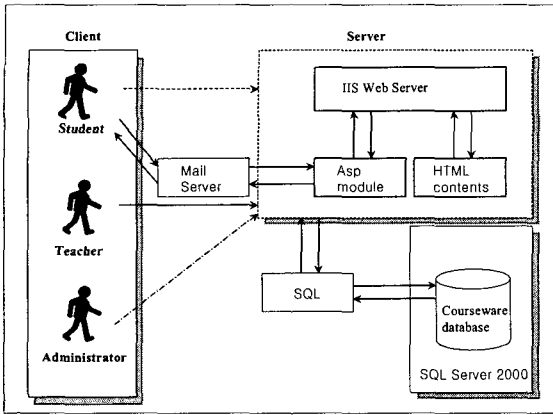 Client
Server
Student
IIS Web Server
Mail
Server
Asp
module
HTML
contents
Teacher
SQL
Courseware
database
Administrator
SQL Server 2000